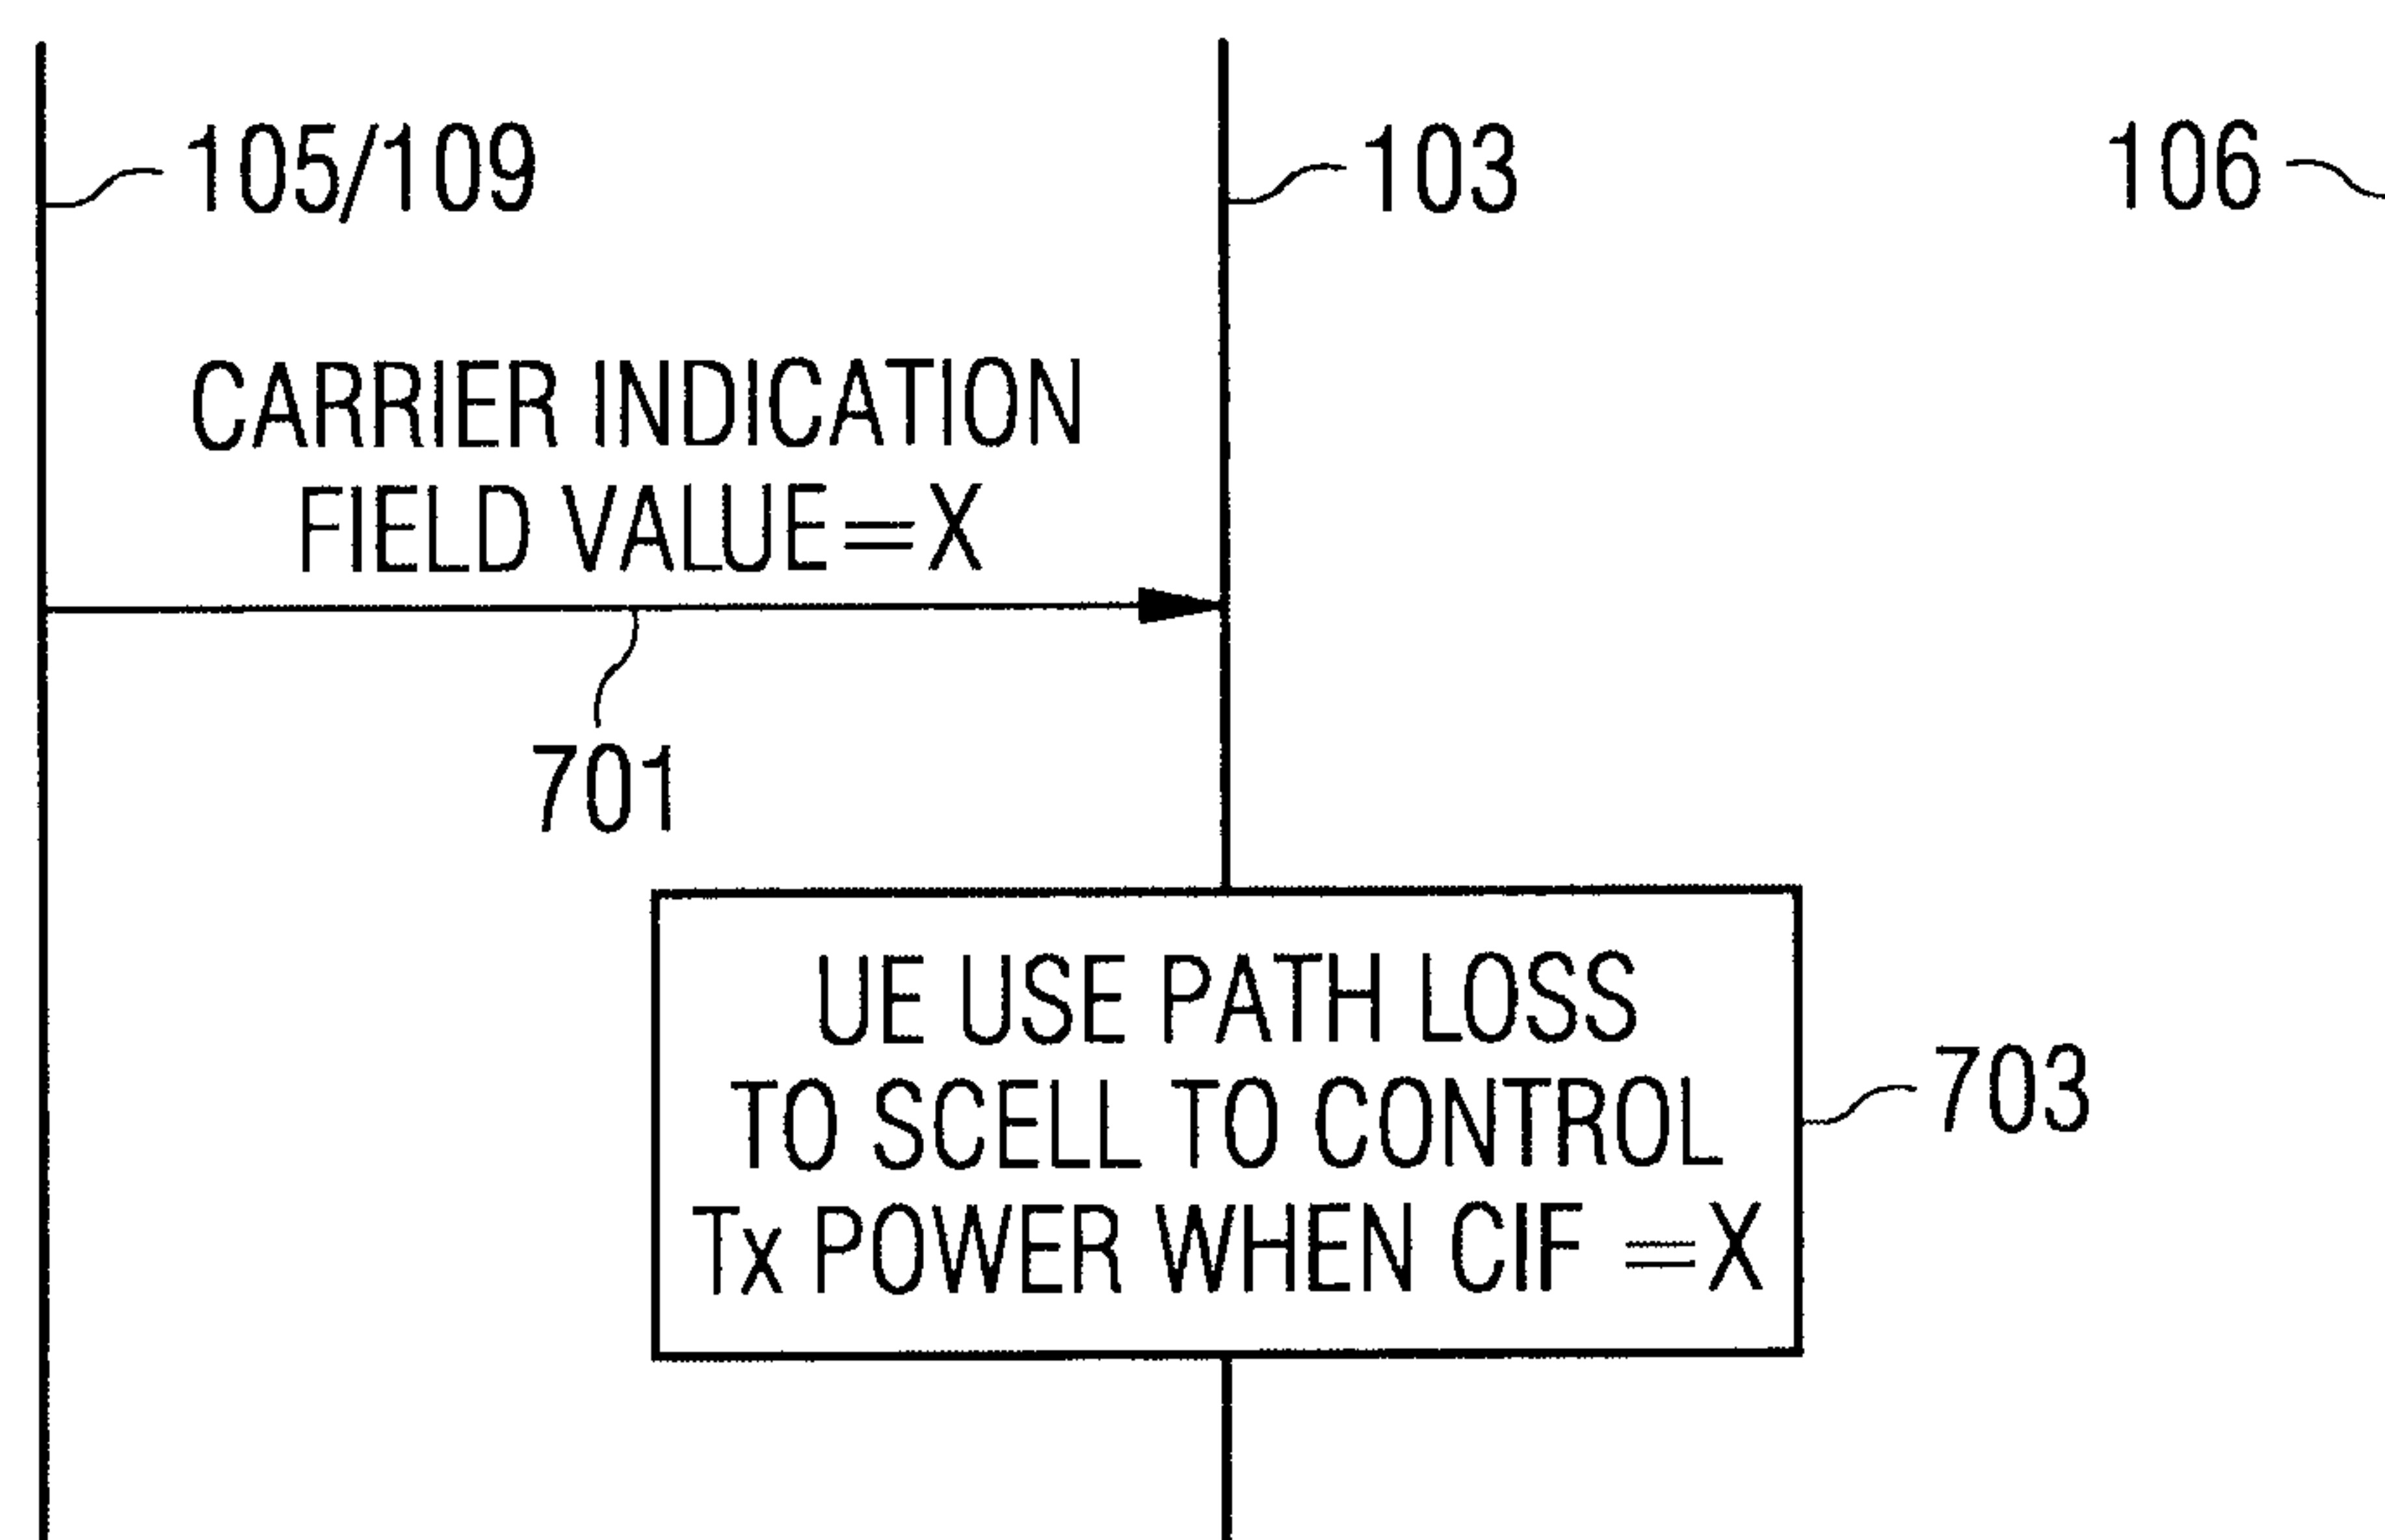 105/109
103
106
CARRIER INDICATION
FIELD VALUE=X
701
UE USE PATH LOSS
TO SCELL TO CONTROL
Tx POWER WHEN CIF =X
703